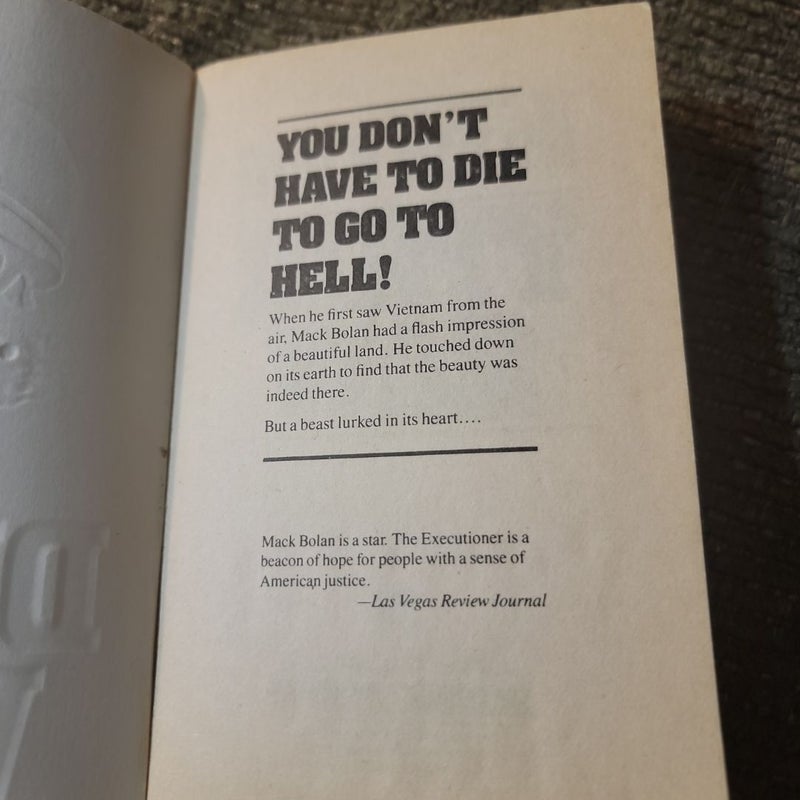 YOU DON'T
HAVE TO DIE
TO GO TO
HELL!
When he first saw Vietnam from the
air, Mack Bolan had a flash impression
of a beautiful land. He touched down
on its earth to find that the beauty was
indeed there.
But a beast lurked in its heart....
Mack Bolan is a star. The Executioner is a
beacon of hope for people with a sense of
American justice.
—Las Vegas Review Journal